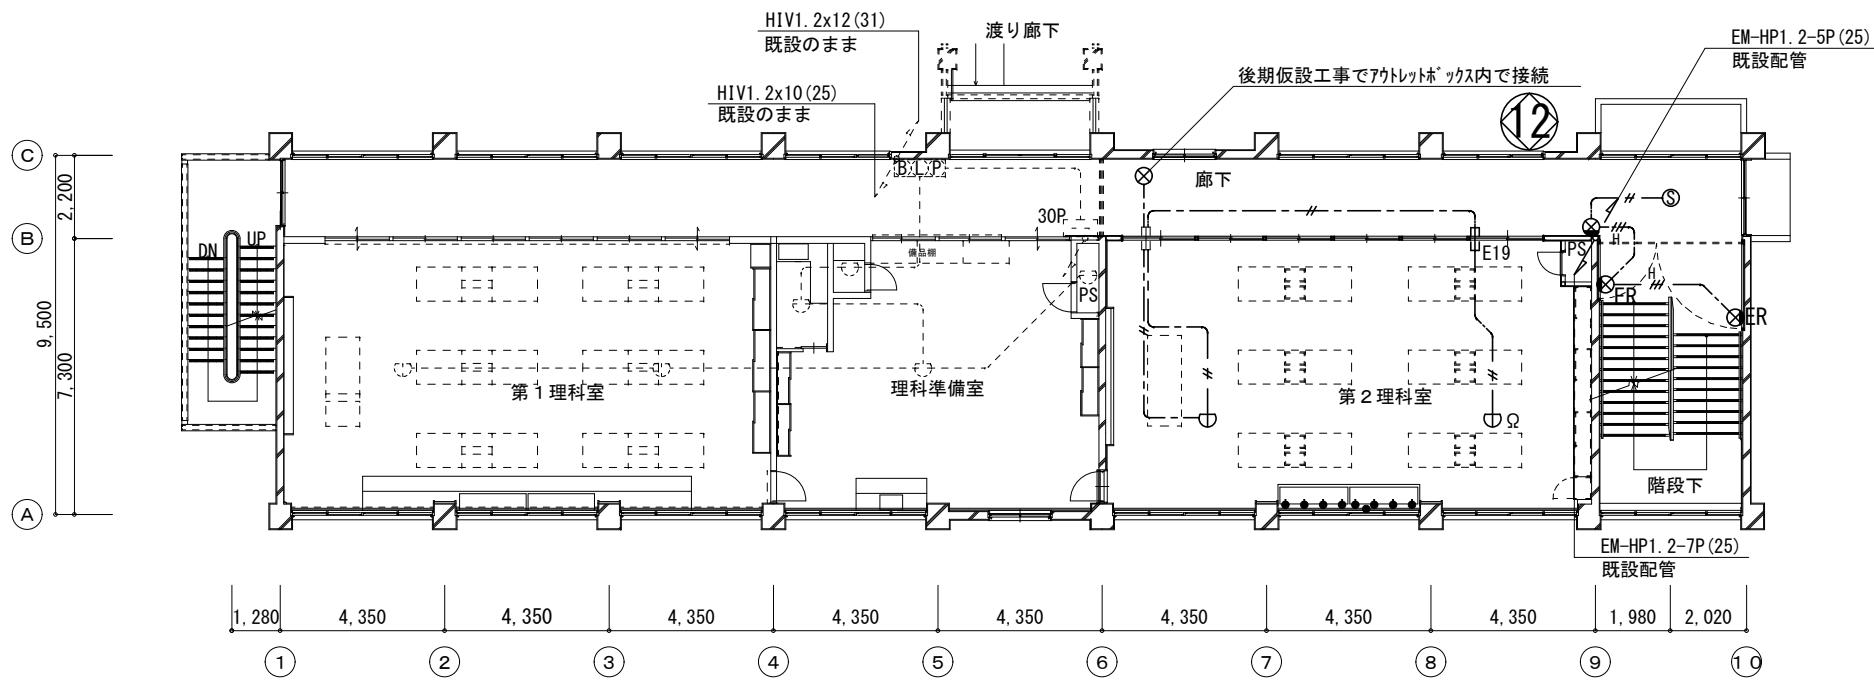 HIV1.2x12(31)
既設のまま
渡り廊下
EM-HP1.2-5P(25)
既設配管
後期仮設工事でｱｳﾄﾚｯﾄﾎﾞｯｸｽ内で接続
HIV1.2x10(25)
既設のまま
12
C
2,200
B
9,500
7,300
A
B L P
廊下
S
30P
DN
UP
備品棚
E19
PS
H
H
PS
ER
ER
第１理科室
理科準備室
第２理科室
Ω
階段下
EM-HP1.2-7P(25)
既設配管
1,280
4,350
4,350
4,350
4,350
4,350
4,350
4,350
4,350
1,980
2,020
1
2
3
4
5
6
7
8
9
10